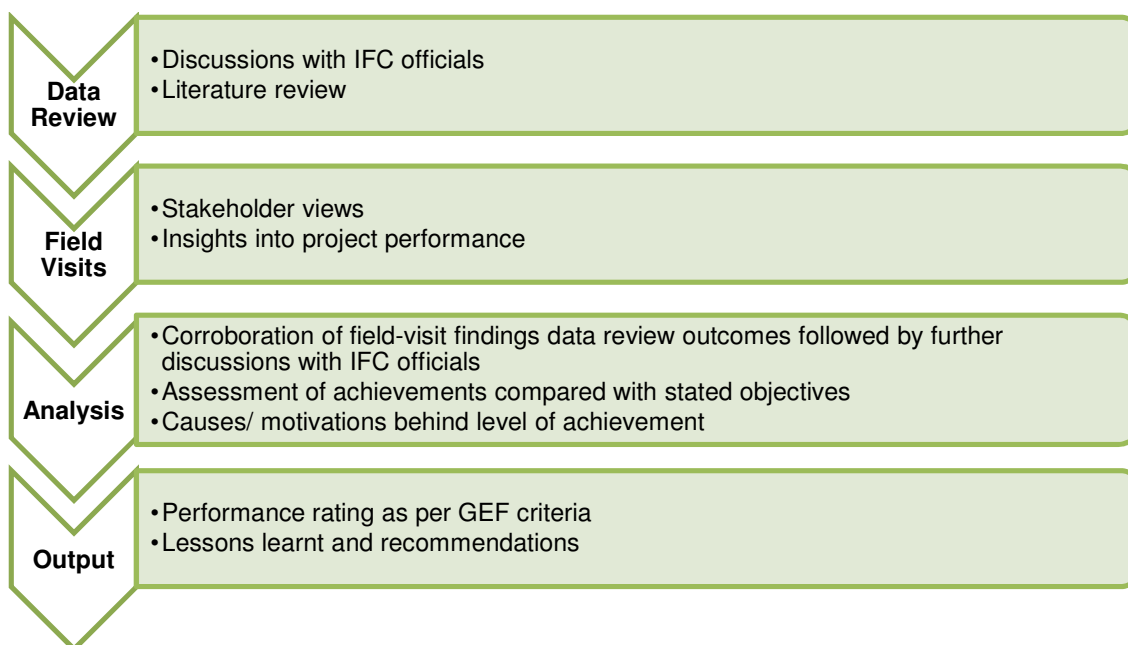 Data
Review
•Discussions with IFC officials
•Literature review
Field
Visits
•Stakeholder views
•Insights into project performance
Analysis
•Corroboration of field-visit findings data review outcomes followed by further
discussions with IFC officials
•Assessment of achievements compared with stated objectives
•Causes/ motivations behind level of achievement
Output
•Performance rating as per GEF criteria
•Lessons learnt and recommendations